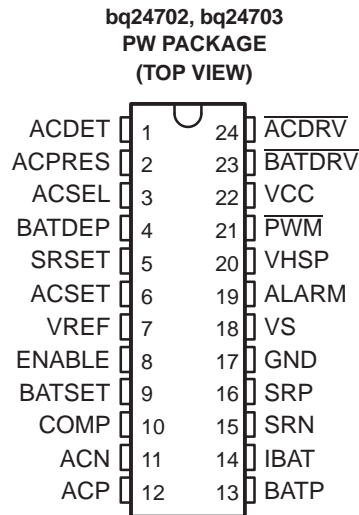 bq24702, bq24703
PW PACKAGE
(TOP VIEW)
ACDET 1 24 ACDRV
ACPRES 2 23 BATDRV
ACSEL 3 22 VCC
BATDEP 4 21 PWM
SRSET 5 20 VHSP
ACSET 6 19 ALARM
VREF 7 18 VS
ENABLE 8 17 GND
BATSET 9 16 SRP
COMP 10 15 SRN
ACN 11 14 IBAT
ACP 12 13 BATP